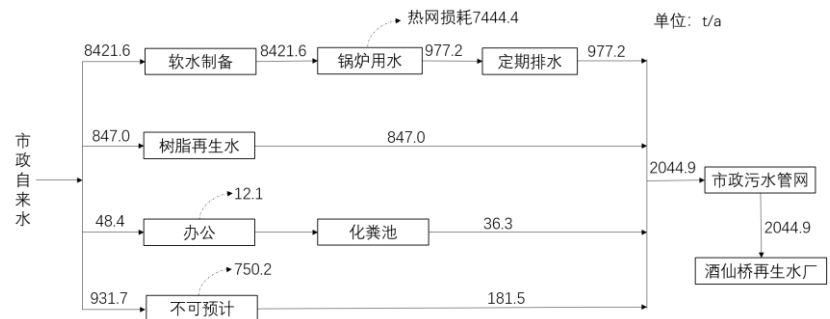 热网损耗7444.4
单位：t/a
8421.6
软水制备
8421.6
锅炉用水
977.2
定期排水
977.2
市政自来水
847.0
树脂再生水
847.0
2044.9
市政污水管网
12.1
48.4
办公
化粪池
36.3
2044.9
酒仙桥再生水厂
750.2
931.7
不可预计
181.5